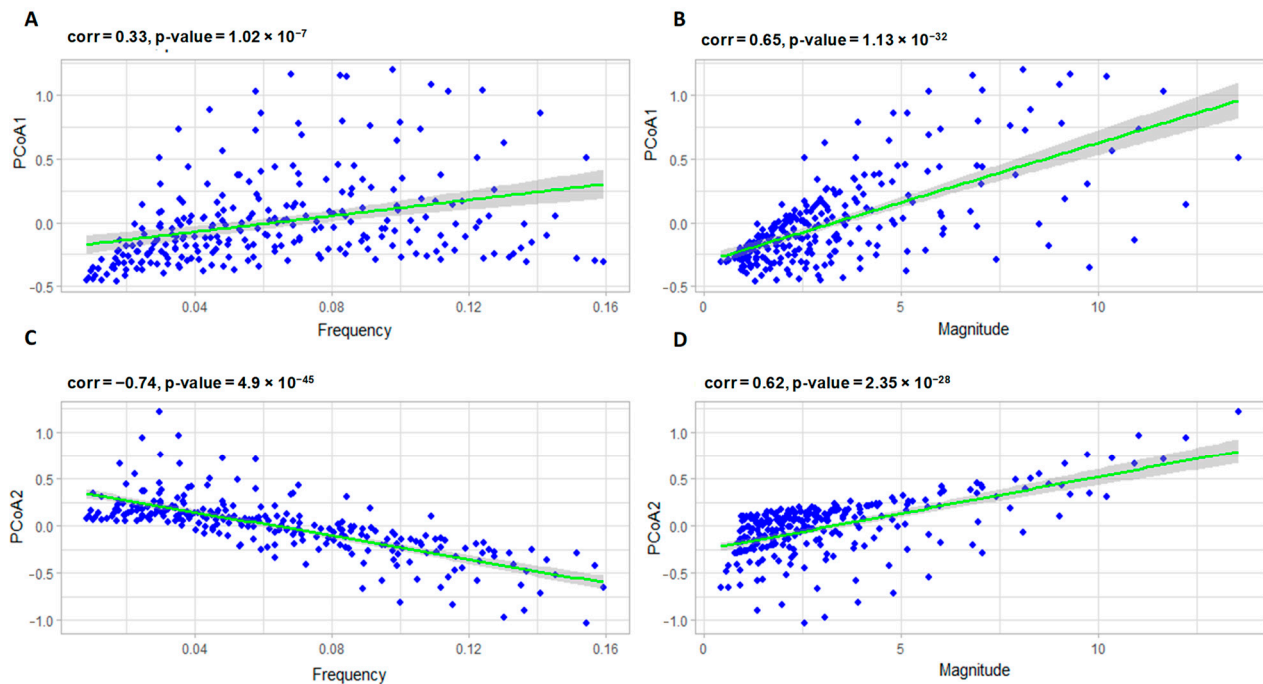 A
corr = 0.33, p-value = 1.02 × 10⁻⁷
PCoA1
1.0
0.5
0.0
−0.5
0.04
0.08
0.12
0.16
Frequency
B
corr = 0.65, p-value = 1.13 × 10⁻³²
PCoA1
1.0
0.5
0.0
−0.5
0
5
10
Magnitude
C
corr = −0.74, p-value = 4.9 × 10⁻⁴⁵
PCoA2
1.0
0.5
0.0
−0.5
−1.0
0.04
0.08
0.12
0.16
Frequency
D
corr = 0.62, p-value = 2.35 × 10⁻²⁸
PCoA2
1.0
0.5
0.0
−0.5
−1.0
0
5
10
Magnitude